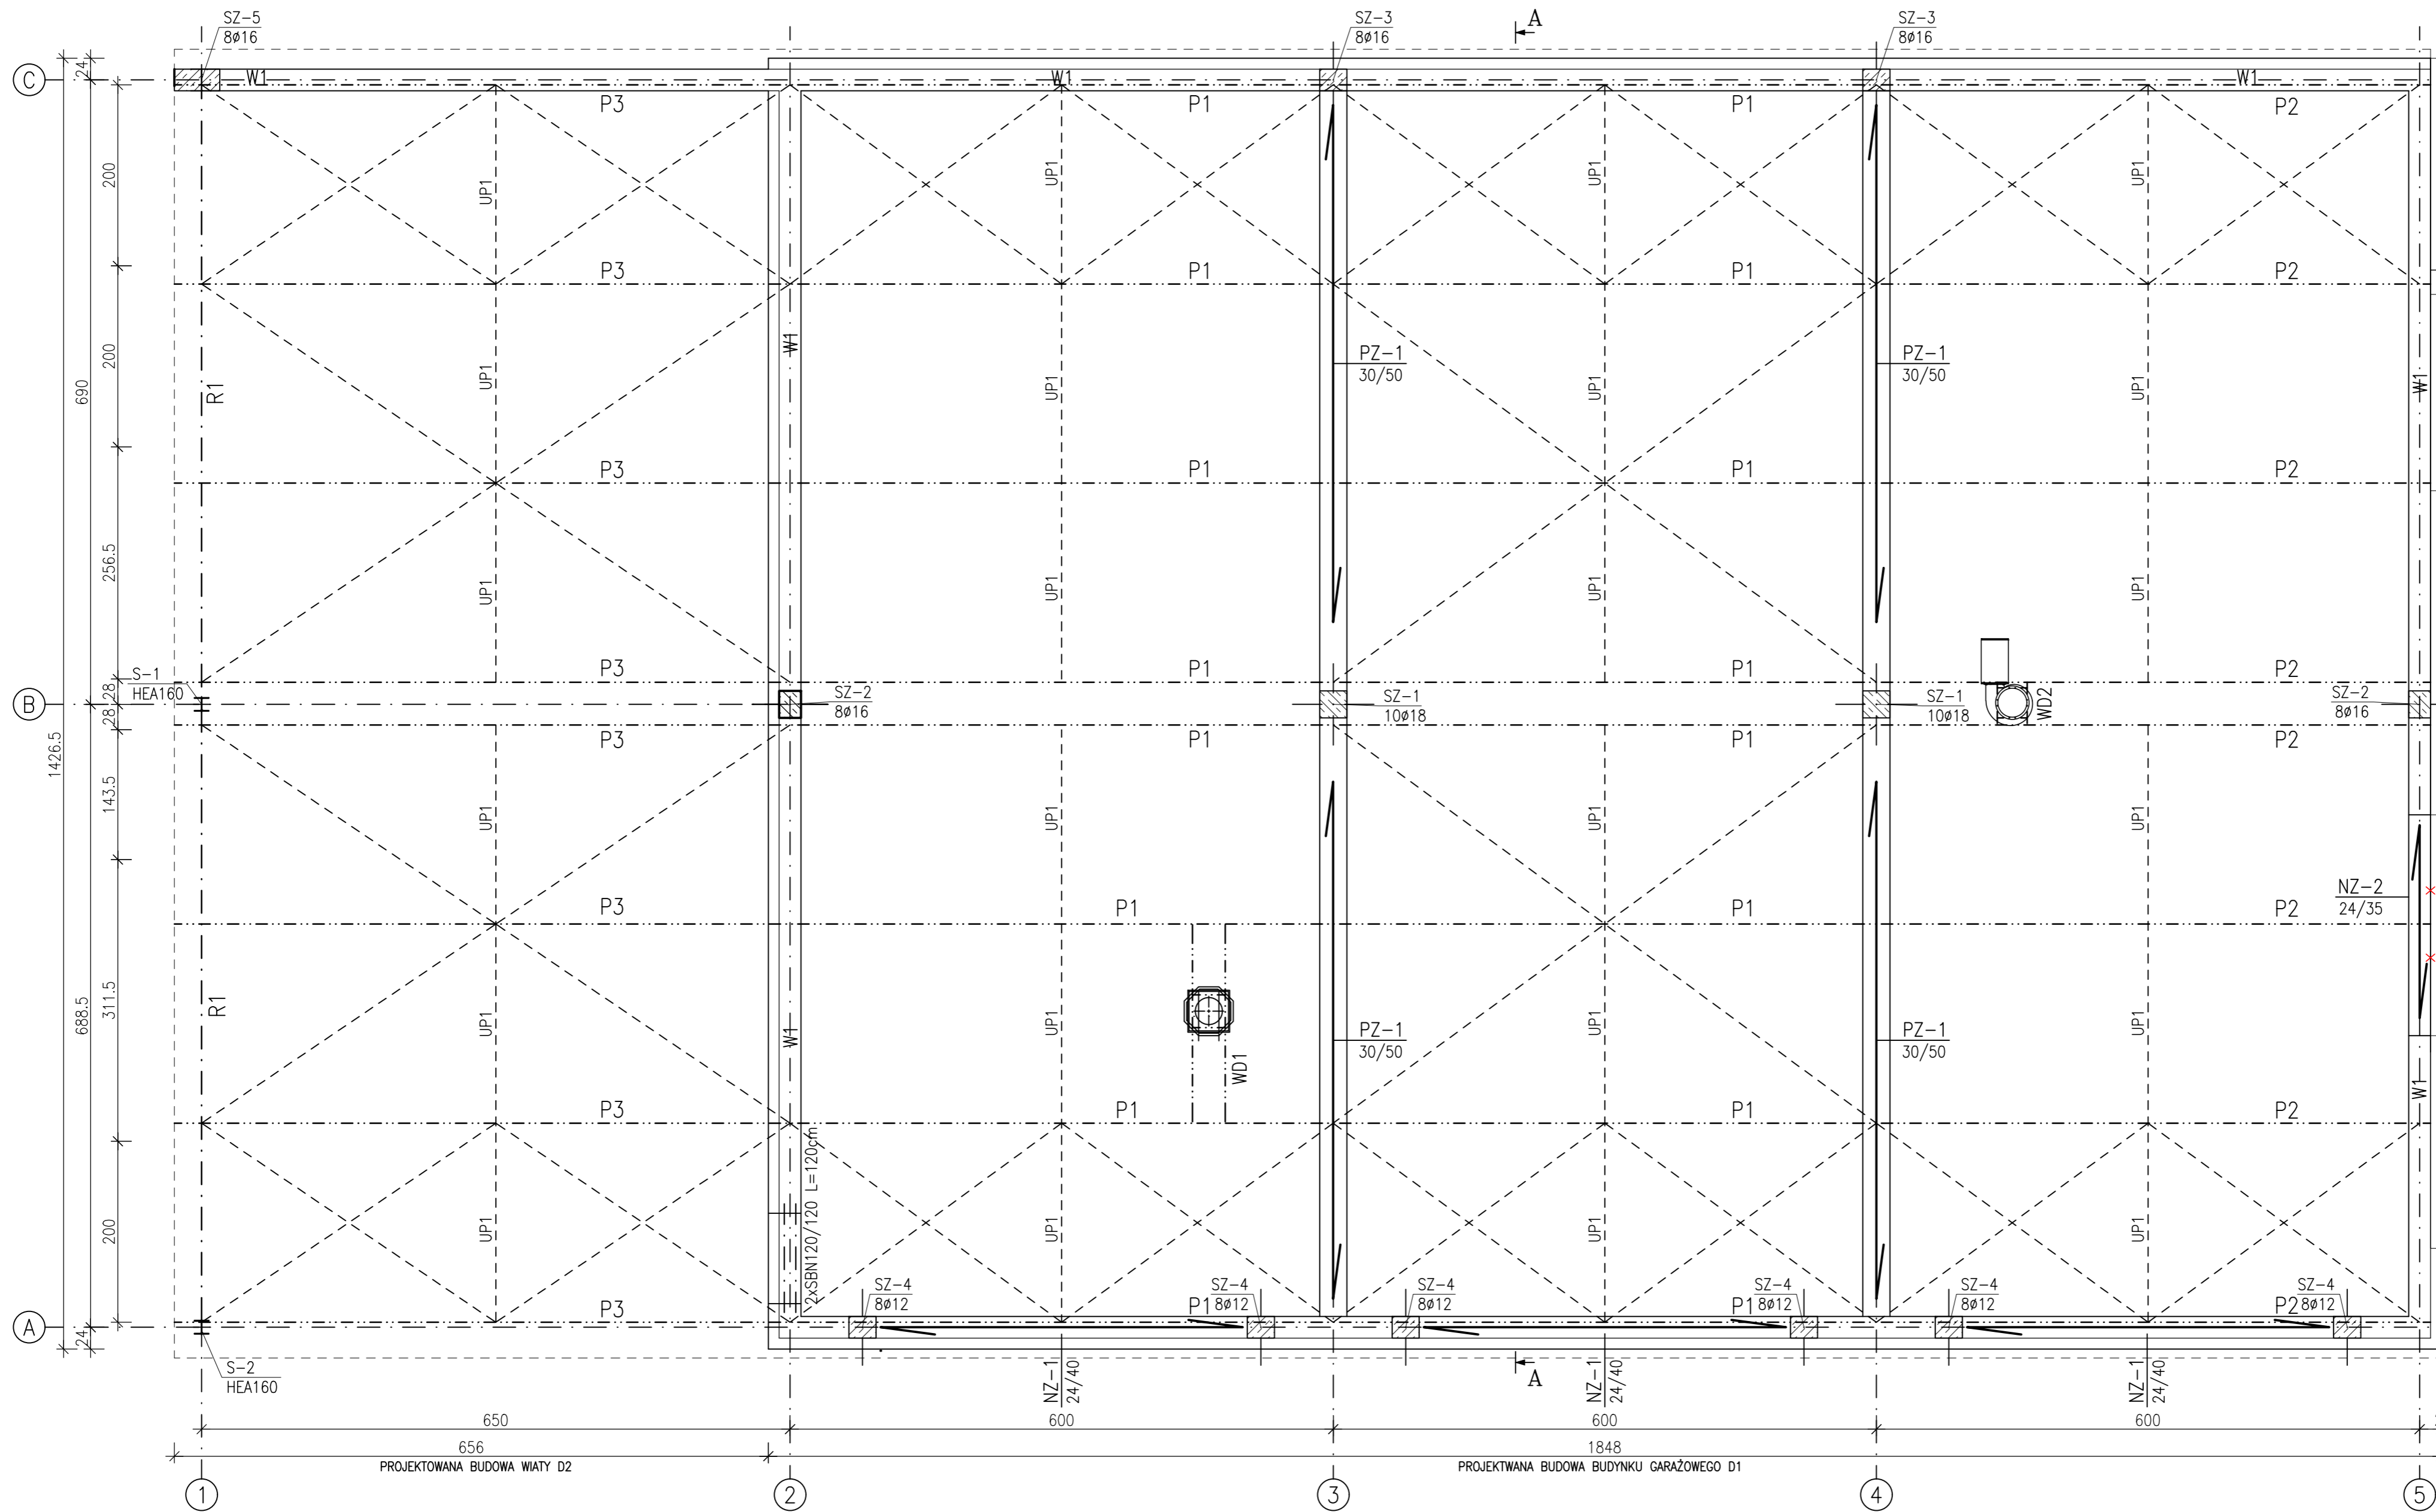 SZ-5
8ø16
SZ-3
8ø16
A
SZ-3
8ø16
C
24
W1
W1
W1
P3
P1
P1
P2
200
UP1
UP1
UP1
UP1
P3
P1
P1
P2
200
690
R1
UP1
W1
UP1
PZ-1
30/50
UP1
PZ-1
30/50
UP1
W1
P3
P1
P1
P2
256.5
UP1
UP1
UP1
UP1
P3
P1
P1
P2
S-1
HEA160
28
B
28
SZ-2
8ø16
SZ-1
10ø18
SZ-1
10ø18
WD2
SZ-2
8ø16
P3
P1
P1
P2
1426.5
143.5
UP1
UP1
UP1
UP1
NZ-2
24/35
P3
P1
P1
P2
688.5
311.5
R1
UP1
W1
UP1
WD1
PZ-1
30/50
UP1
PZ-1
30/50
UP1
W1
P3
P1
P1
P2
200
UP1
2xSBN120/120 L=120cm
UP1
UP1
UP1
SZ-4
8ø12
SZ-4
8ø12
SZ-4
8ø12
SZ-4
8ø12
SZ-4
8ø12
SZ-4
8ø12
P3
P1
P1
P2
A
24
S-2
HEA160
NZ-1
24/40
A
NZ-1
24/40
NZ-1
24/40
650
600
600
600
656
1848
PROJEKTOWANA BUDOWA WIATY D2
PROJEKTWANA BUDOWA BUDYNKU GARAŻOWEGO D1
1
2
3
4
5